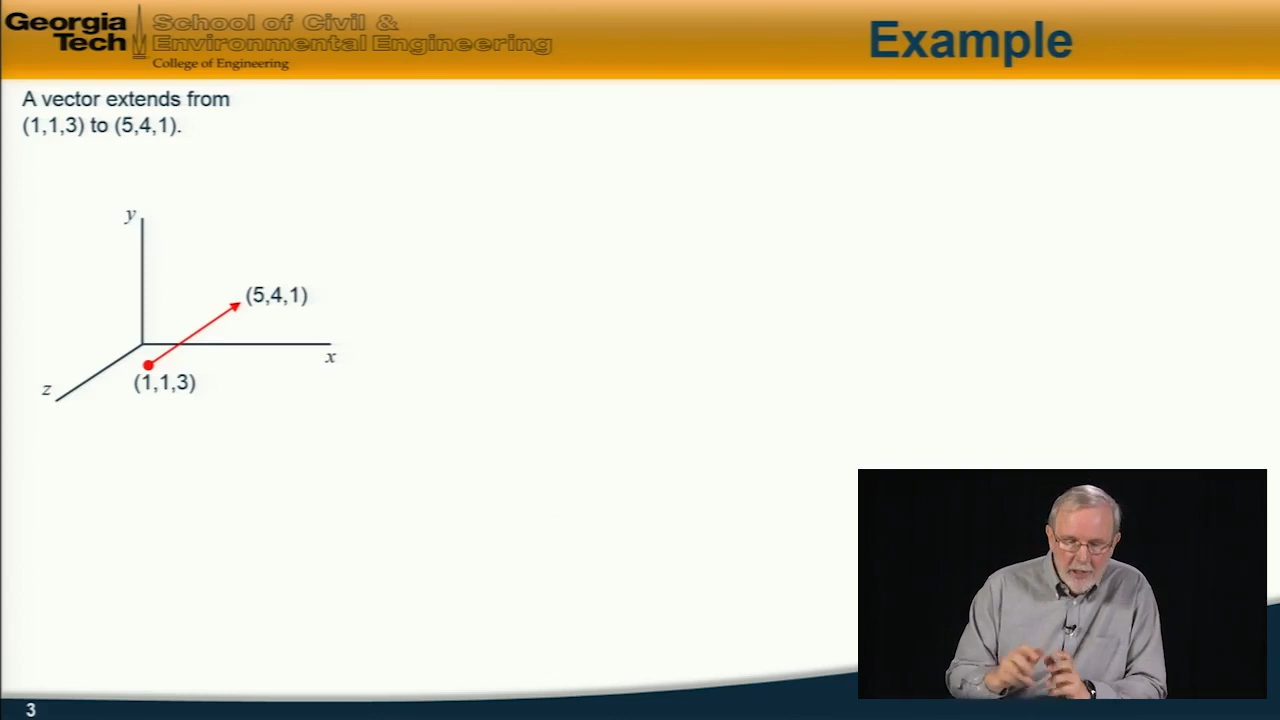 Georgia Tech
School of Civil &
Environmental Engineering
College of Engineering
Example
A vector extends from
(1,1,3) to (5,4,1).
y
(5,4,1)
x
z
(1,1,3)
3